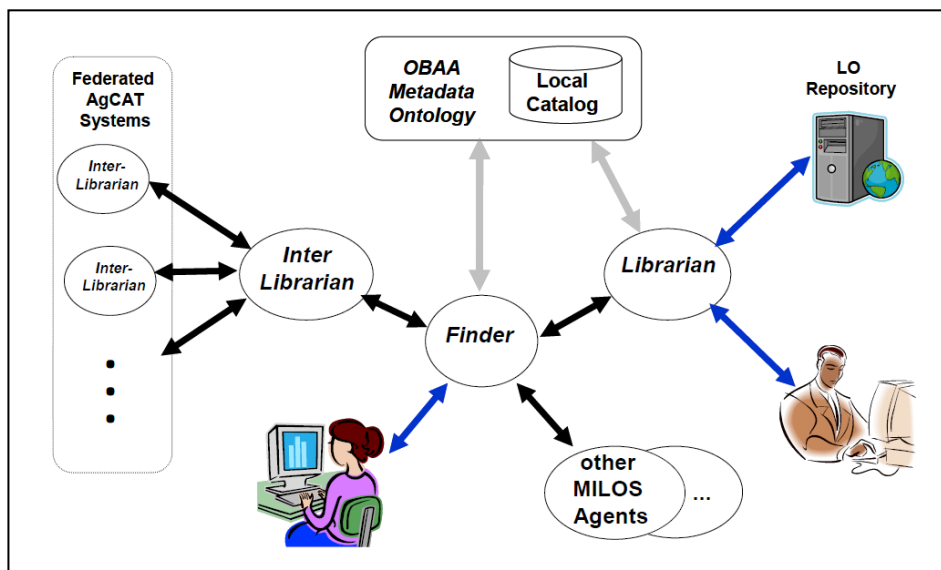 Federated
AgCAT
Systems
Inter-
Librarian
Inter-
Librarian
Inter
Librarian
OBAA
Metadata
Ontology
Local
Catalog
Finder
Librarian
LO
Repository
other
MILOS
Agents
...